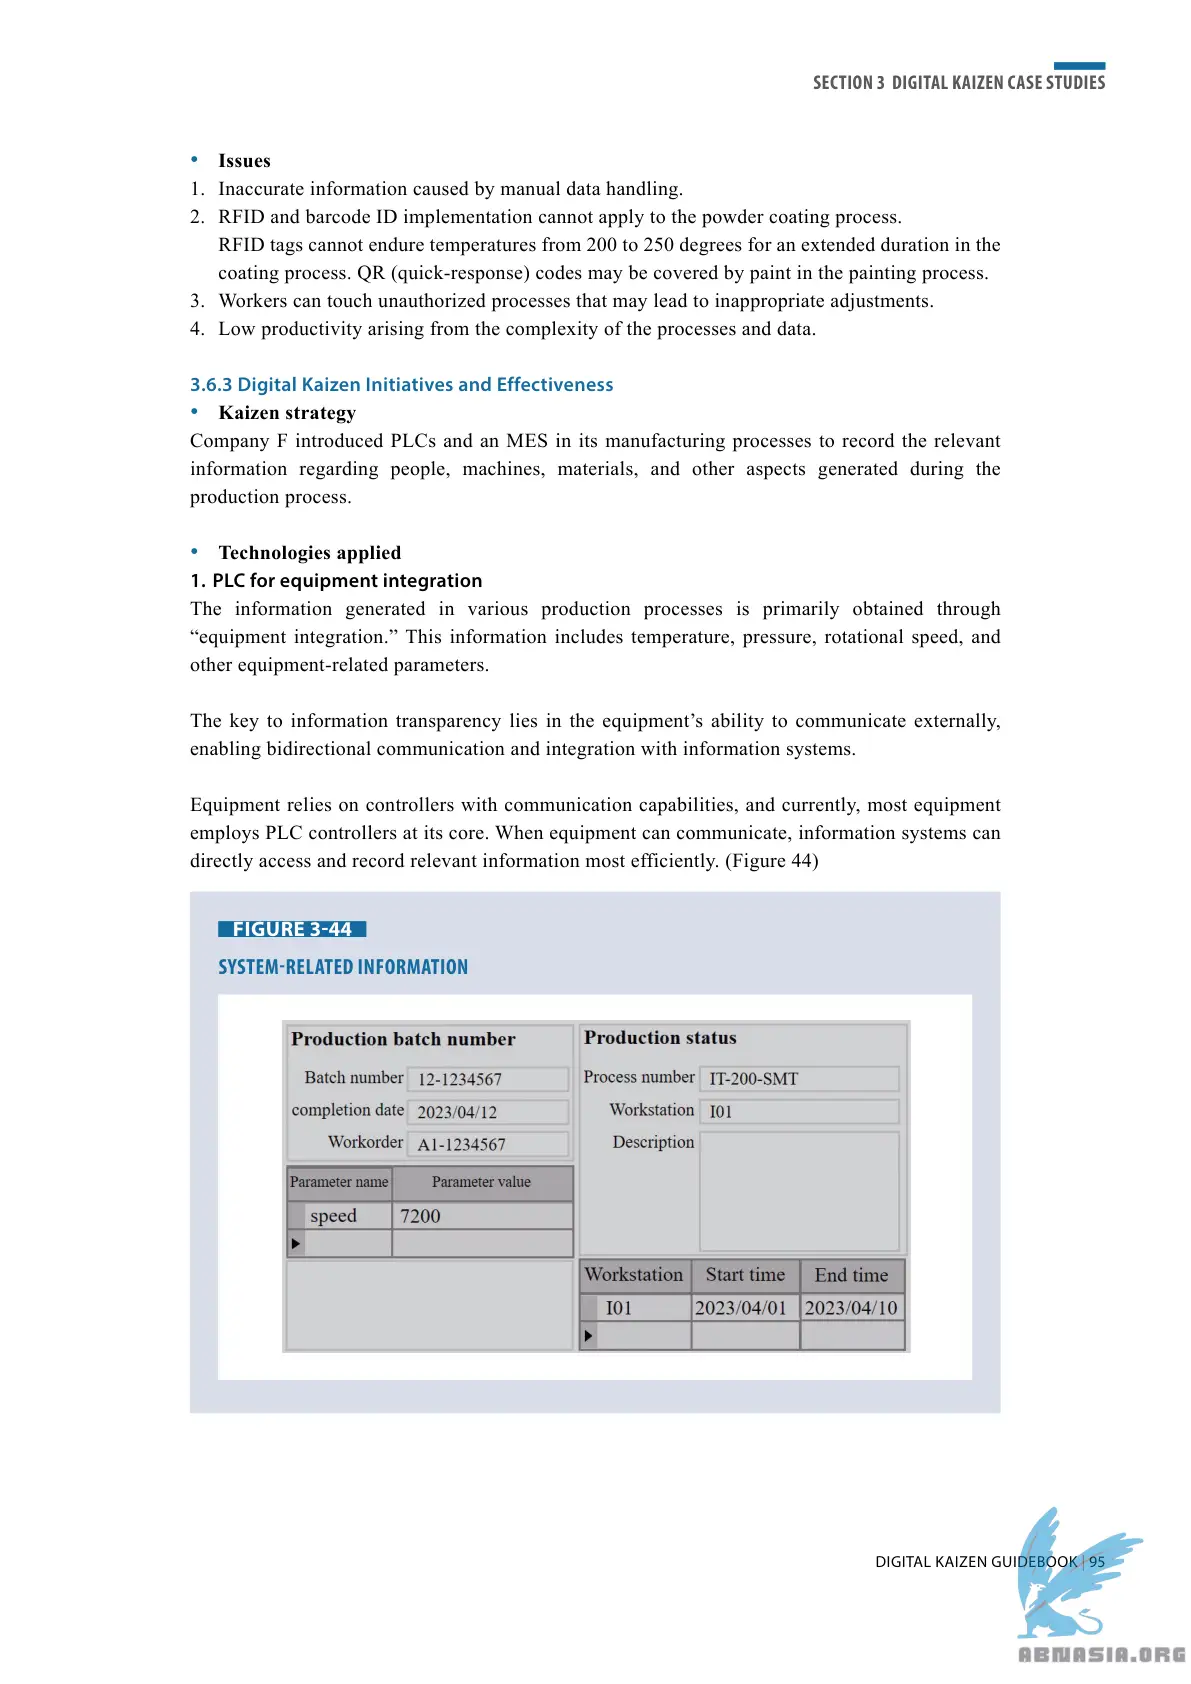 SECTION 3 DIGITAL KAIZEN CASE STUDIES
• Issues
1. Inaccurate information caused by manual data handling.
2. RFID and barcode ID implementation cannot apply to the powder coating process.
RFID tags cannot endure temperatures from 200 to 250 degrees for an extended duration in the
coating process. QR (quick-response) codes may be covered by paint in the painting process.
3. Workers can touch unauthorized processes that may lead to inappropriate adjustments.
4. Low productivity arising from the complexity of the processes and data.
3.6.3 Digital Kaizen Initiatives and Effectiveness
• Kaizen strategy
Company F introduced PLCs and an MES in its manufacturing processes to record the relevant
information regarding people, machines, materials, and other aspects generated during the
production process.
• Technologies applied
1. PLC for equipment integration
The information generated in various production processes is primarily obtained through
“equipment integration.” This information includes temperature, pressure, rotational speed, and
other equipment-related parameters.
The key to information transparency lies in the equipment’s ability to communicate externally,
enabling bidirectional communication and integration with information systems.
Equipment relies on controllers with communication capabilities, and currently, most equipment
employs PLC controllers at its core. When equipment can communicate, information systems can
directly access and record relevant information most efficiently. (Figure 44)
FIGURE 3-44
SYSTEM-RELATED INFORMATION
Production batch number
Batch number 12-1234567
completion date 2023/04/12
Workorder A1-1234567
Parameter name Parameter value
speed 7200
Production status
Process number IT-200-SMT
Workstation I01
Description
Workstation Start time End time
I01 2023/04/01 2023/04/10
DIGITAL KAIZEN GUIDEBOOK | 95
ABNASIA.ORG